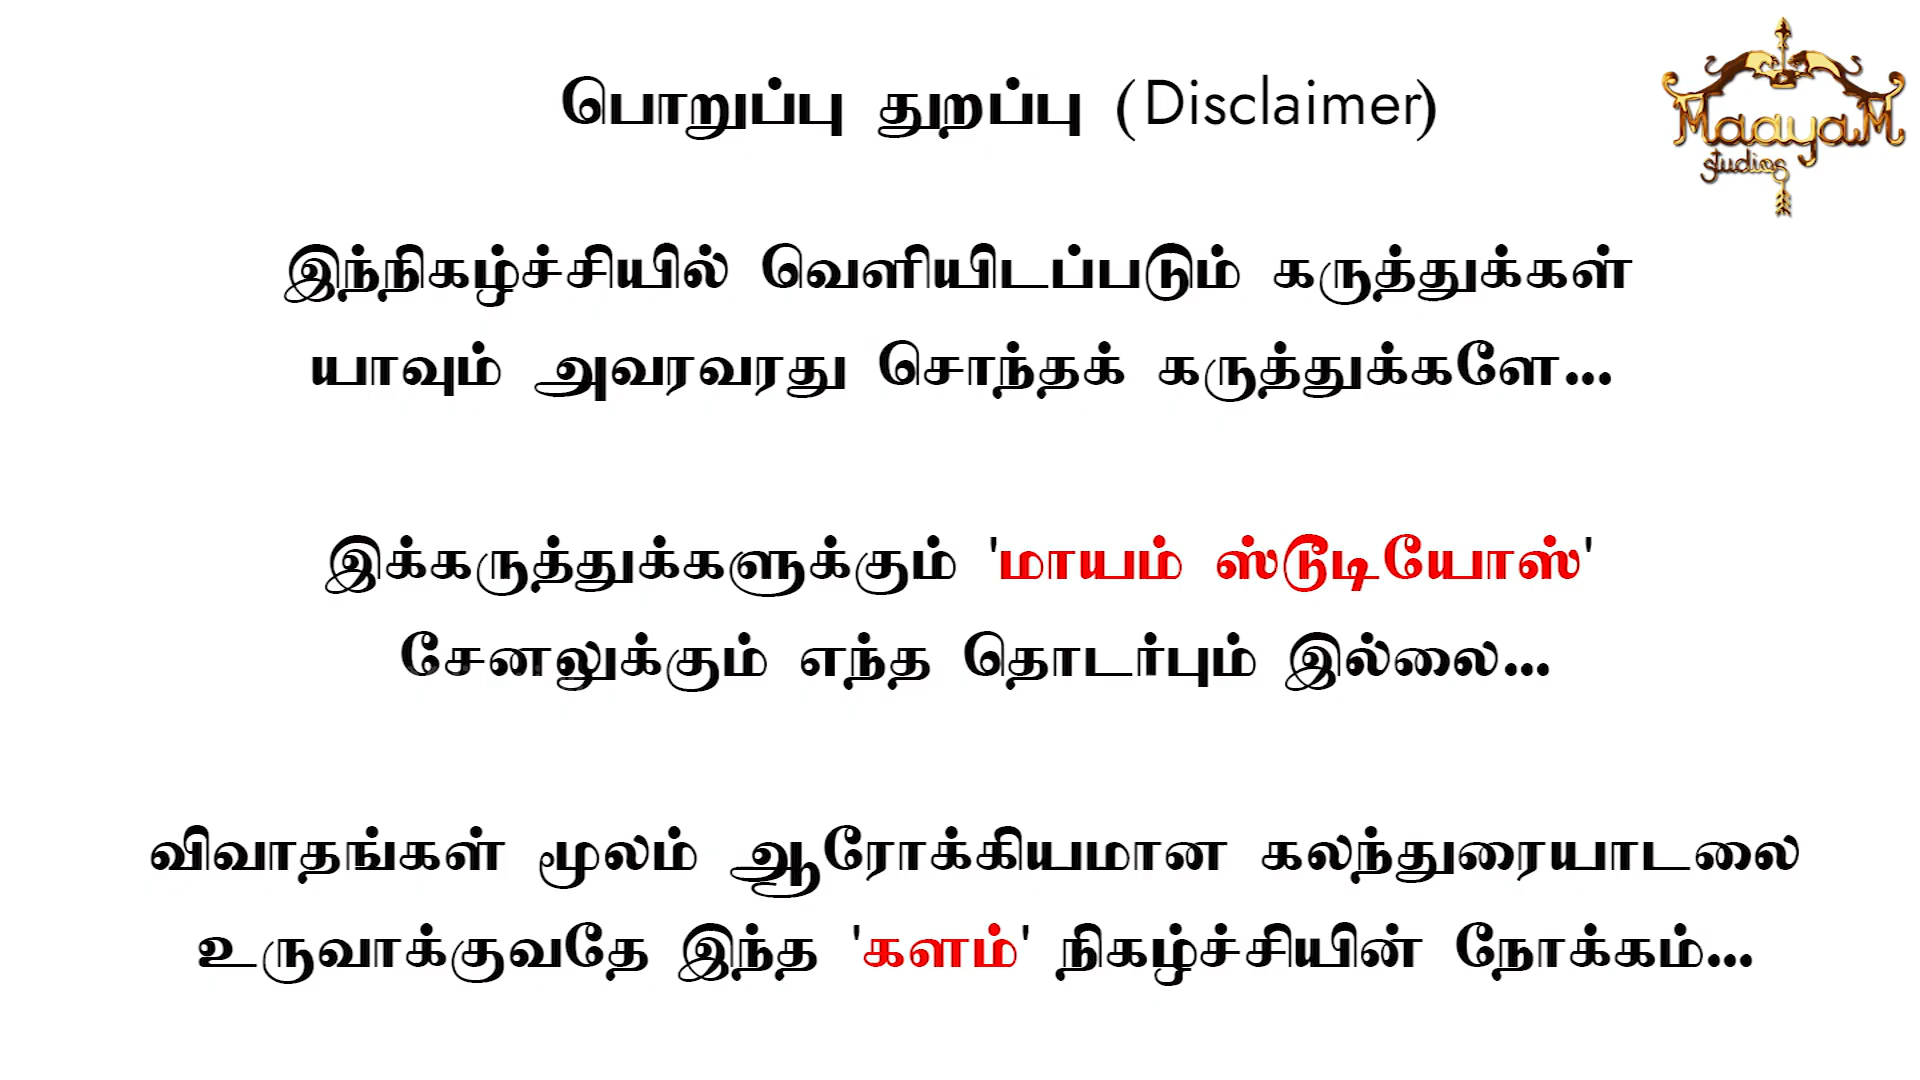 பொறுப்பு துறப்பு (Disclaimer)
MaayaM
studios
இந்நிகழ்ச்சியில் வெளியிடப்படும் கருத்துக்கள்
யாவும் அவரவரது சொந்தக் கருத்துக்களே...
இக்கருத்துக்களுக்கும் 'மாயம் ஸ்டூடியோஸ்'
சேனலுக்கும் எந்த தொடர்பும் இல்லை...
விவாதங்கள் மூலம் ஆரோக்கியமான கலந்துரையாடலை
உருவாக்குவதே இந்த 'களம்' நிகழ்ச்சியின் நோக்கம்...